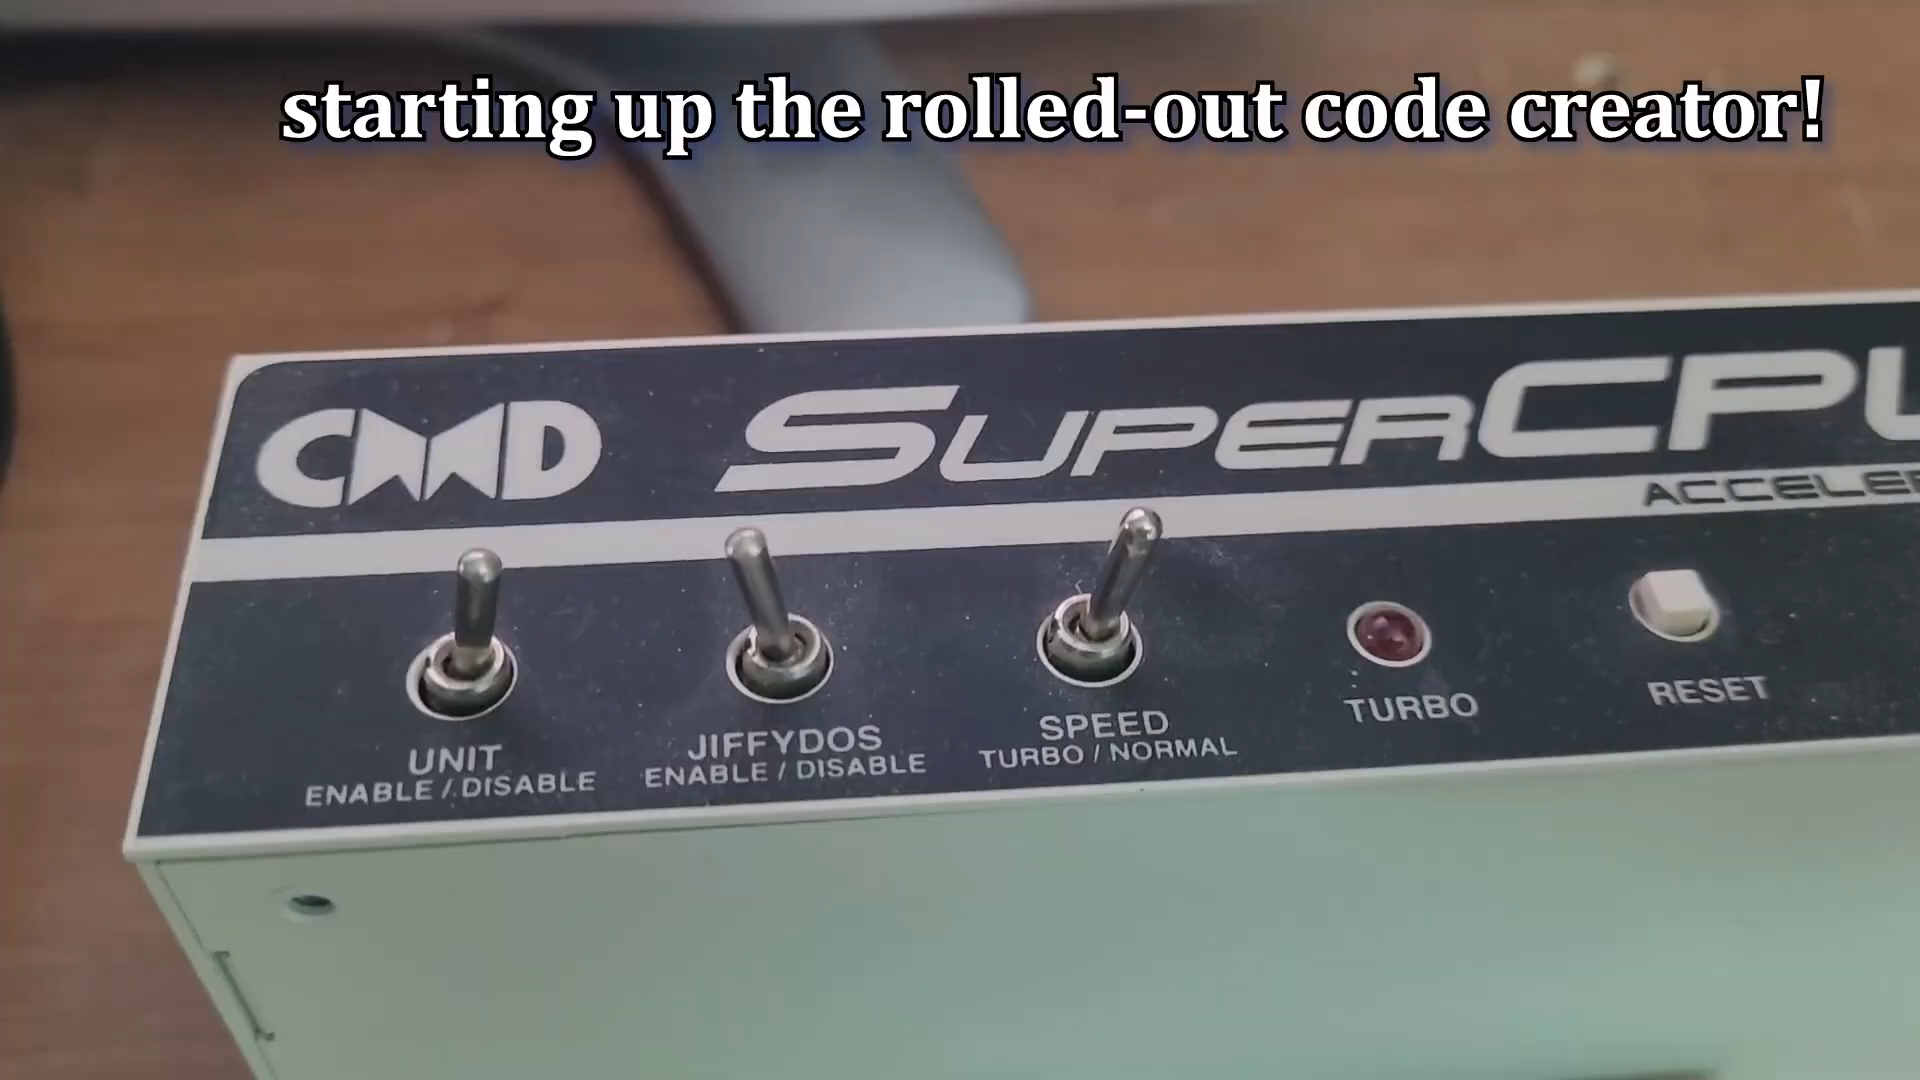 starting up the rolled-out code creator!
CMD SUPERCPU
ACCELER
UNIT
ENABLE / DISABLE
JIFFYDOS
ENABLE / DISABLE
SPEED
TURBO / NORMAL
TURBO
RESET